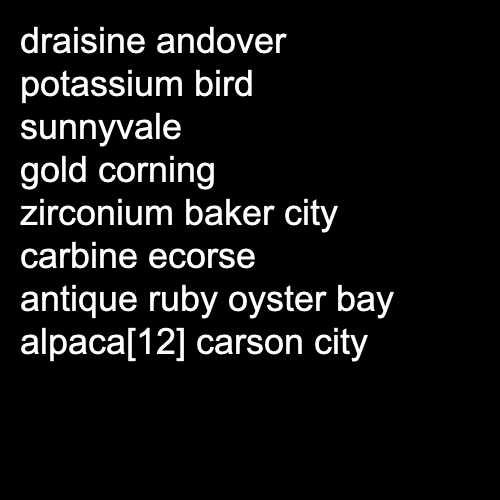 draisine andover
potassium bird
sunnyvale
gold corning
zirconium baker city
carbine ecorse
antique ruby oyster bay
alpaca[12] carson city